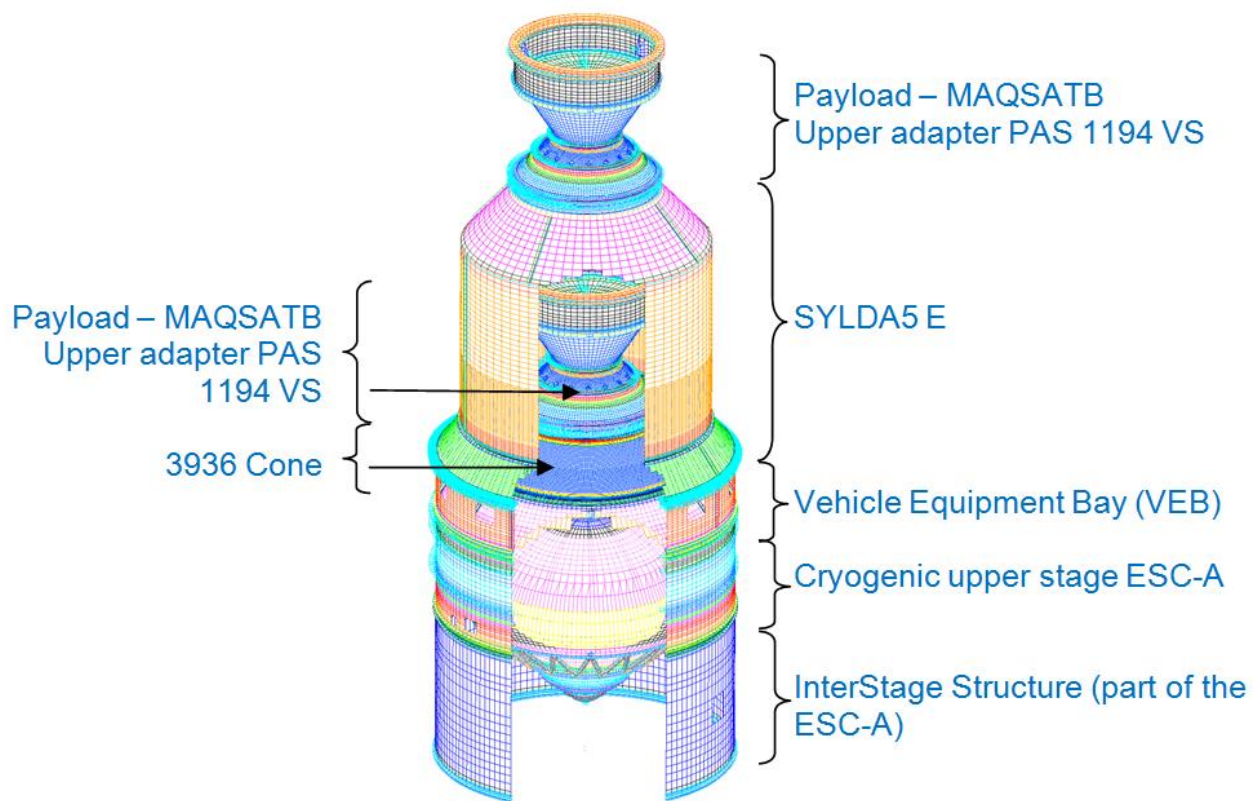 Payload – MAQSATB
Upper adapter PAS 1194 VS
SYLDA5 E
Payload – MAQSATB
Upper adapter PAS
1194 VS
3936 Cone
Vehicle Equipment Bay (VEB)
Cryogenic upper stage ESC-A
InterStage Structure (part of the
ESC-A)